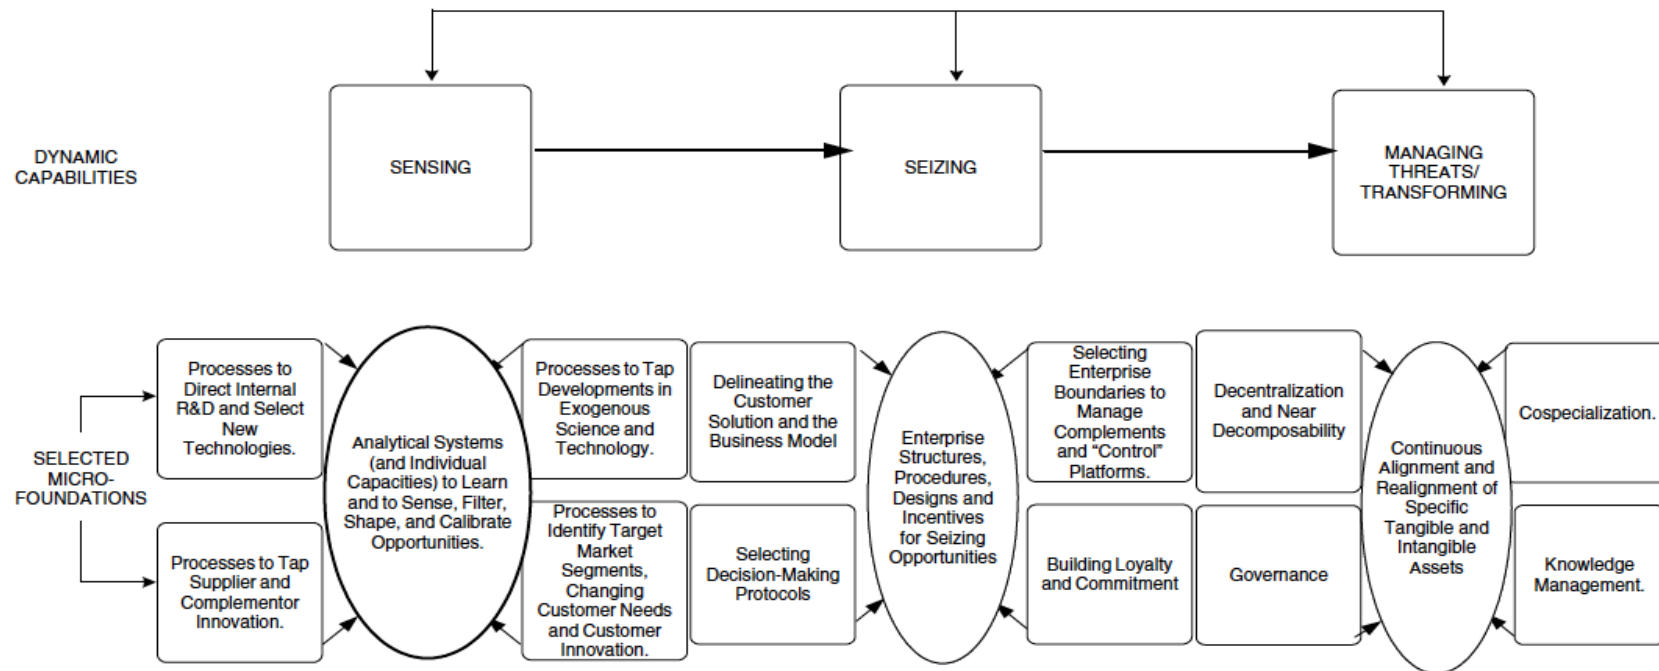 DYNAMIC
CAPABILITIES
SENSING
SEIZING
MANAGING
THREATS/
TRANSFORMING
SELECTED
MICRO-
FOUNDATIONS
Processes to
Direct Internal
R&D and Select
New
Technologies.
Processes to Tap
Supplier and
Complementor
Innovation.
Analytical Systems
(and Individual
Capacities) to Learn
and to Sense, Filter,
Shape, and Calibrate
Opportunities.
Processes to Tap
Developments in
Exogenous
Science and
Technology.
Processes to
Identify Target
Market
Segments,
Changing
Customer Needs
and Customer
Innovation.
Delineating the
Customer
Solution and the
Business Model
Selecting
Decision-Making
Protocols
Enterprise
Structures,
Procedures,
Designs and
Incentives
for Seizing
Opportunities
Selecting
Enterprise
Boundaries to
Manage
Complements
and “Control”
Platforms.
Building Loyalty
and Commitment
Decentralization
and Near
Decomposability
Governance
Continuous
Alignment and
Realignment of
Specific
Tangible and
Intangible
Assets
Cospecialization.
Knowledge
Management.